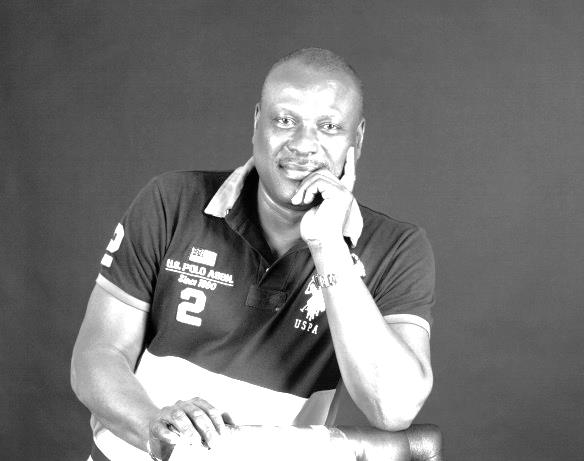 2
U.S. POLO ASSN.
Since 1890
2
USPA